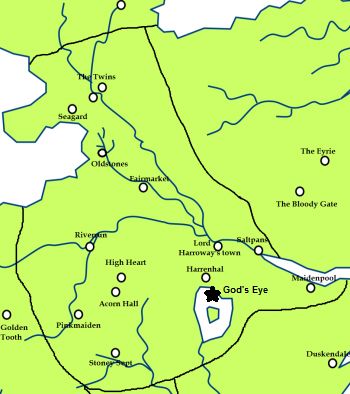 The Twins
Seagard
Oldstones
The Eyrie
Fairmarket
The Bloody Gate
Riverrun
Lord
Harroway's town
Saltpans
High Heart
Harrenhal
Maidenpool
God's Eye
Acorn Hall
Golden
Tooth
Pinkmaiden
Stoney Sept
Duskendale